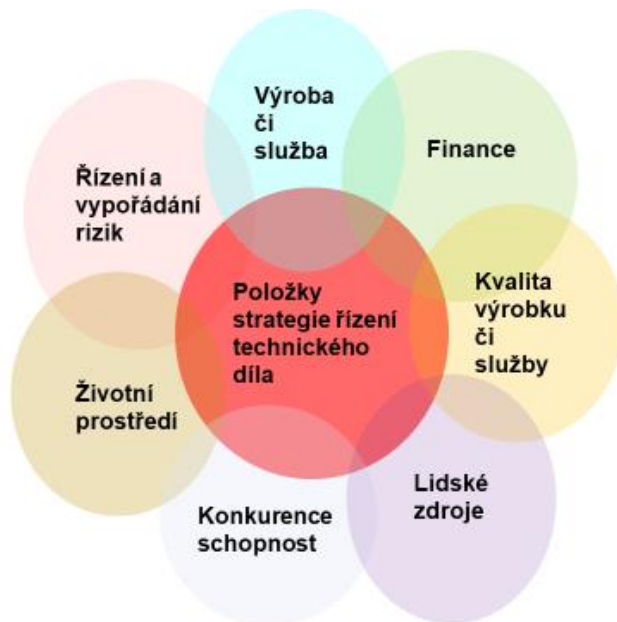 Výroba
či
služba
Finance
Řízení a
vypořádání
rizik
Položky
strategie řízení
technického
díla
Kvalita
výrobku
či
služby
Životní
prostředí
Lidské
zdroje
Konkurence
schopnost